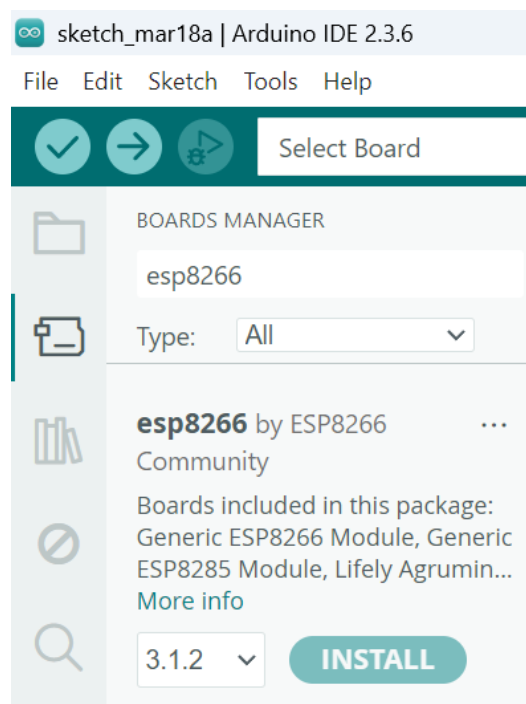 sketch_mar18a | Arduino IDE 2.3.6
File Edit Sketch Tools Help
Select Board
BOARDS MANAGER
esp8266
Type: All
esp8266 by ESP8266 ...
Community
Boards included in this package:
Generic ESP8266 Module, Generic
ESP8285 Module, Lifely Agrumin...
More info
3.1.2 INSTALL